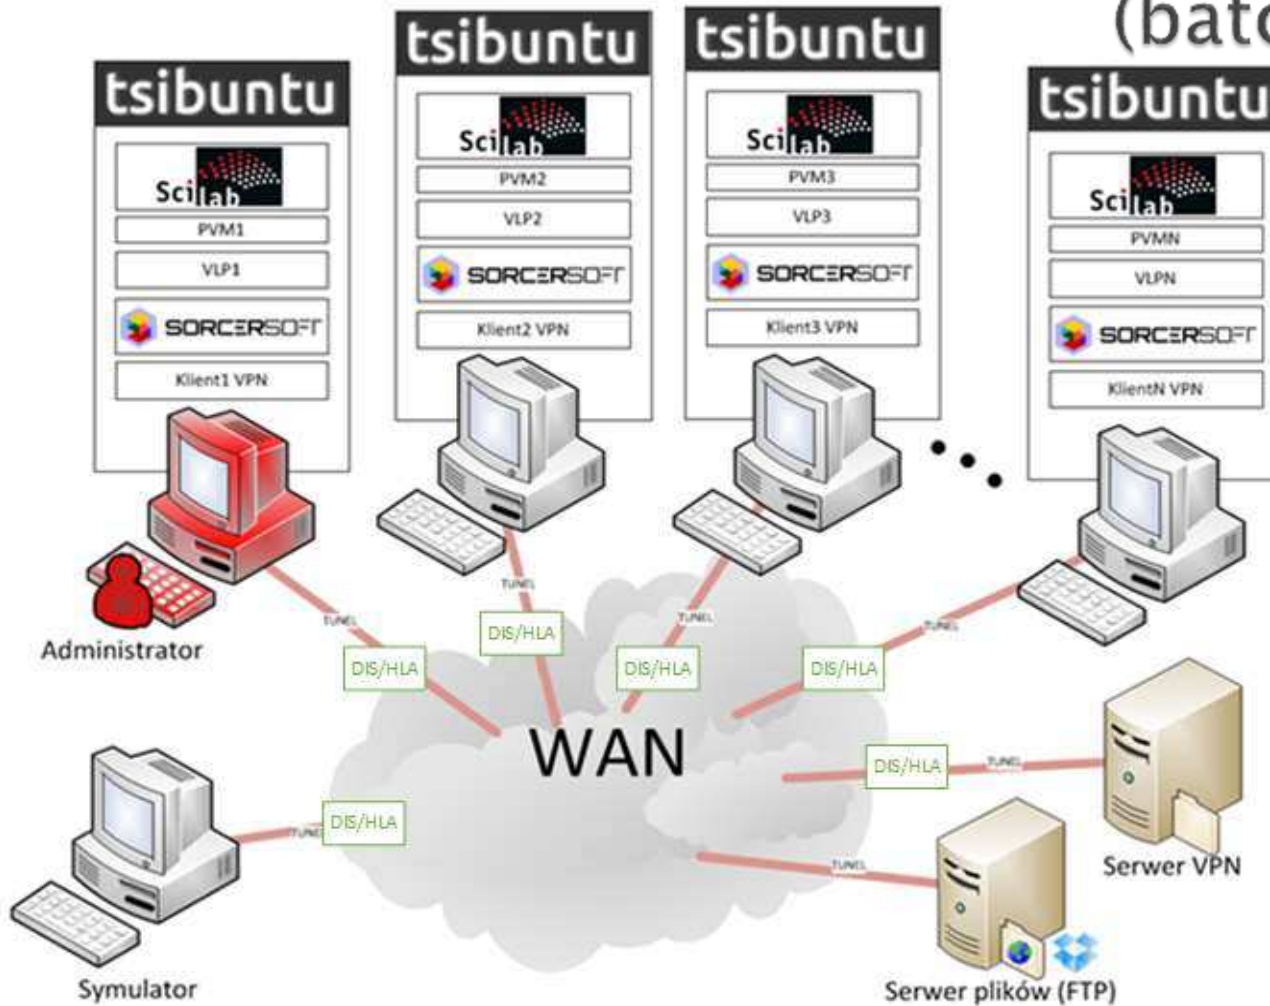 (batc
tsibuntu
Scilab
PVM1
VLP1
SORCERSOFT
Klient1 VPN
Administrator
tsibuntu
Scilab
PVM2
VLP2
SORCERSOFT
Klient2 VPN
tsibuntu
Scilab
PVM3
VLP3
SORCERSOFT
Klient3 VPN
tsibuntu
Scilab
PVMN
VLPN
SORCERSOFT
KlientN VPN
TUNEL
TUNEL
TUNEL
TUNEL
DIS/HLA
DIS/HLA
DIS/HLA
DIS/HLA
WAN
DIS/HLA
TUNEL
Serwer VPN
TUNEL
DIS/HLA
Symulator
TUNEL
Serwer plików (FTP)